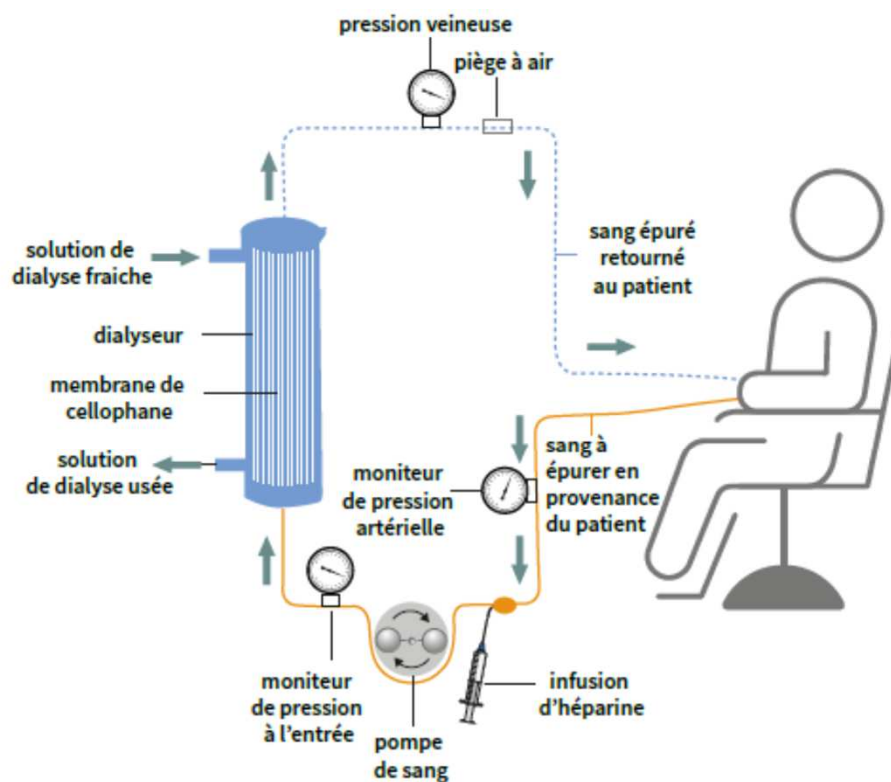 pression veineuse
piège à air
solution de
dialyse fraiche
sang épuré
retourné
au patient
dialyseur
membrane de
cellophane
solution
de dialyse usée
moniteur
de pression
artérielle
sang à
épurer en
provenance
du patient
moniteur
de pression
à l'entrée
pompe
de sang
infusion
d'héparine